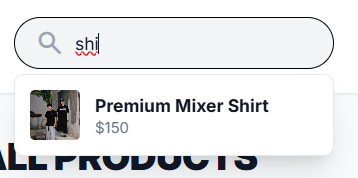 shi
Premium Mixer Shirt
$150
ALL PRODUCTS